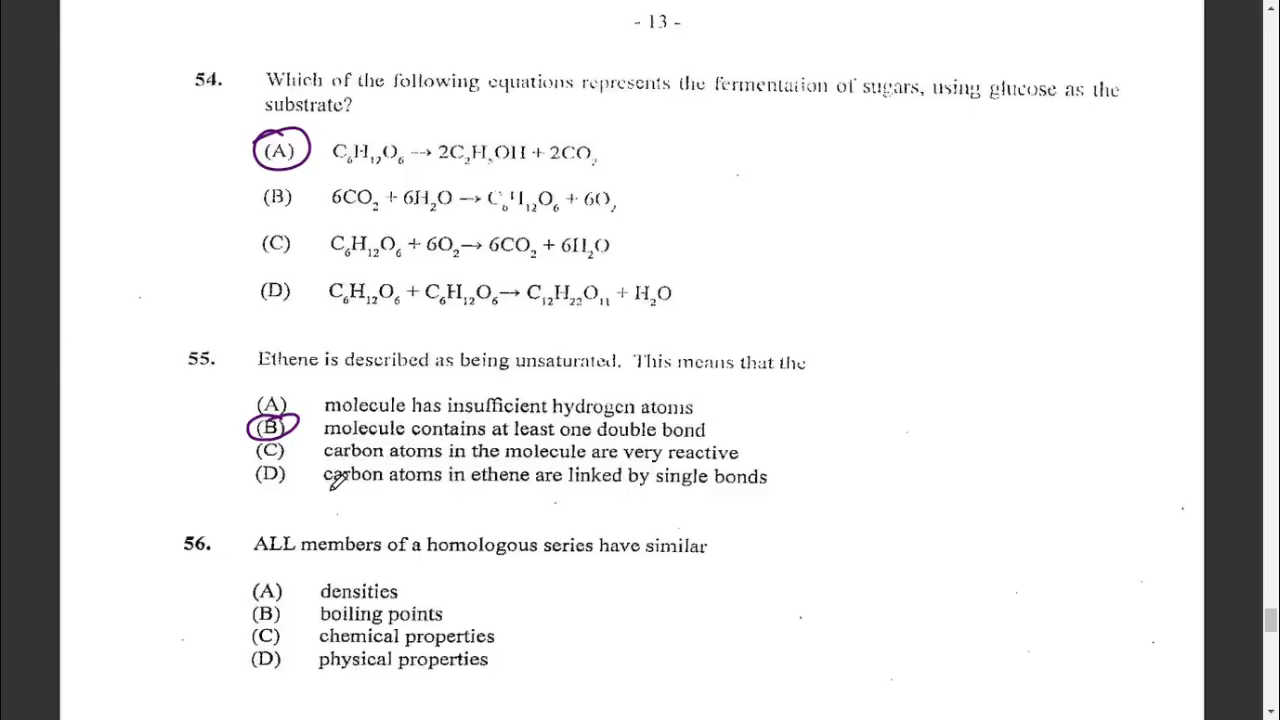 - 13 -
54. Which of the following equations represents the fermentation of sugars, using glucose as the
substrate?
(A) C₆H₁₂O₆ → 2C₂H₅OH + 2CO₂
(B) 6CO₂ + 6H₂O → C₆H₁₂O₆ + 6O₂
(C) C₆H₁₂O₆ + 6O₂ → 6CO₂ + 6H₂O
(D) C₆H₁₂O₆ + C₆H₁₂O₆ → C₁₂H₂₂O₁₁ + H₂O
55. Ethene is described as being unsaturated. This means that the
(A) molecule has insufficient hydrogen atoms
(B) molecule contains at least one double bond
(C) carbon atoms in the molecule are very reactive
(D) carbon atoms in ethene are linked by single bonds
56. ALL members of a homologous series have similar
(A) densities
(B) boiling points
(C) chemical properties
(D) physical properties